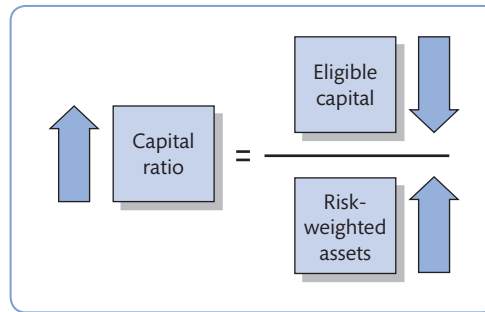 Eligible
capital
Capital
ratio
=
Risk-
weighted
assets